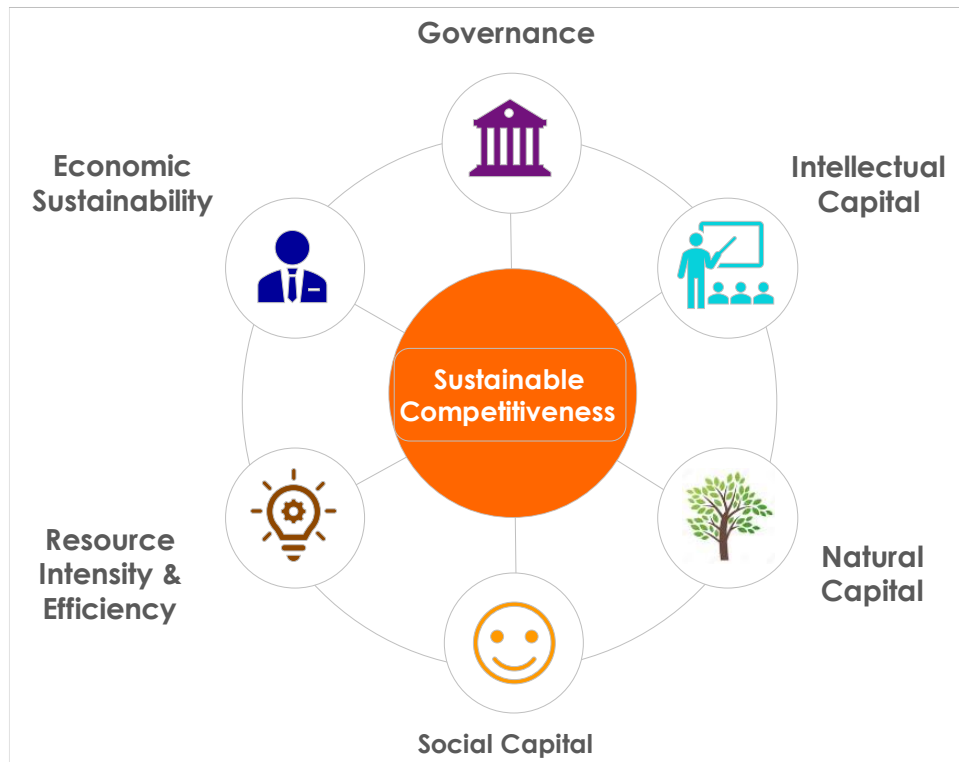 Governance
Economic
Sustainability
Intellectual
Capital
Sustainable
Competitiveness
Resource
Intensity &
Efficiency
Natural
Capital
Social Capital